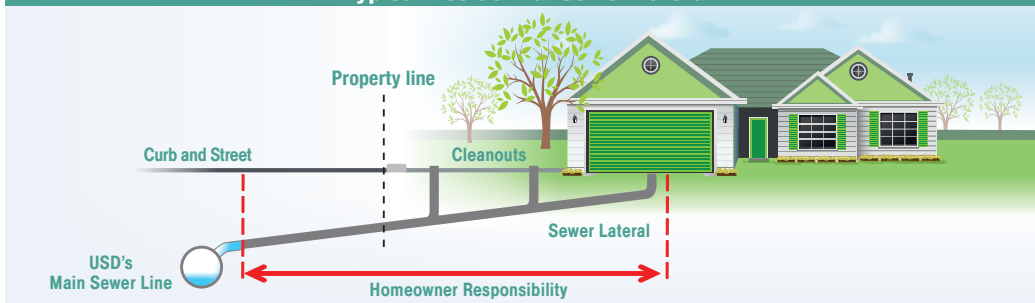 Property line
Curb and Street
Cleanouts
Sewer Lateral
USD's
Main Sewer Line
Homeowner Responsibility